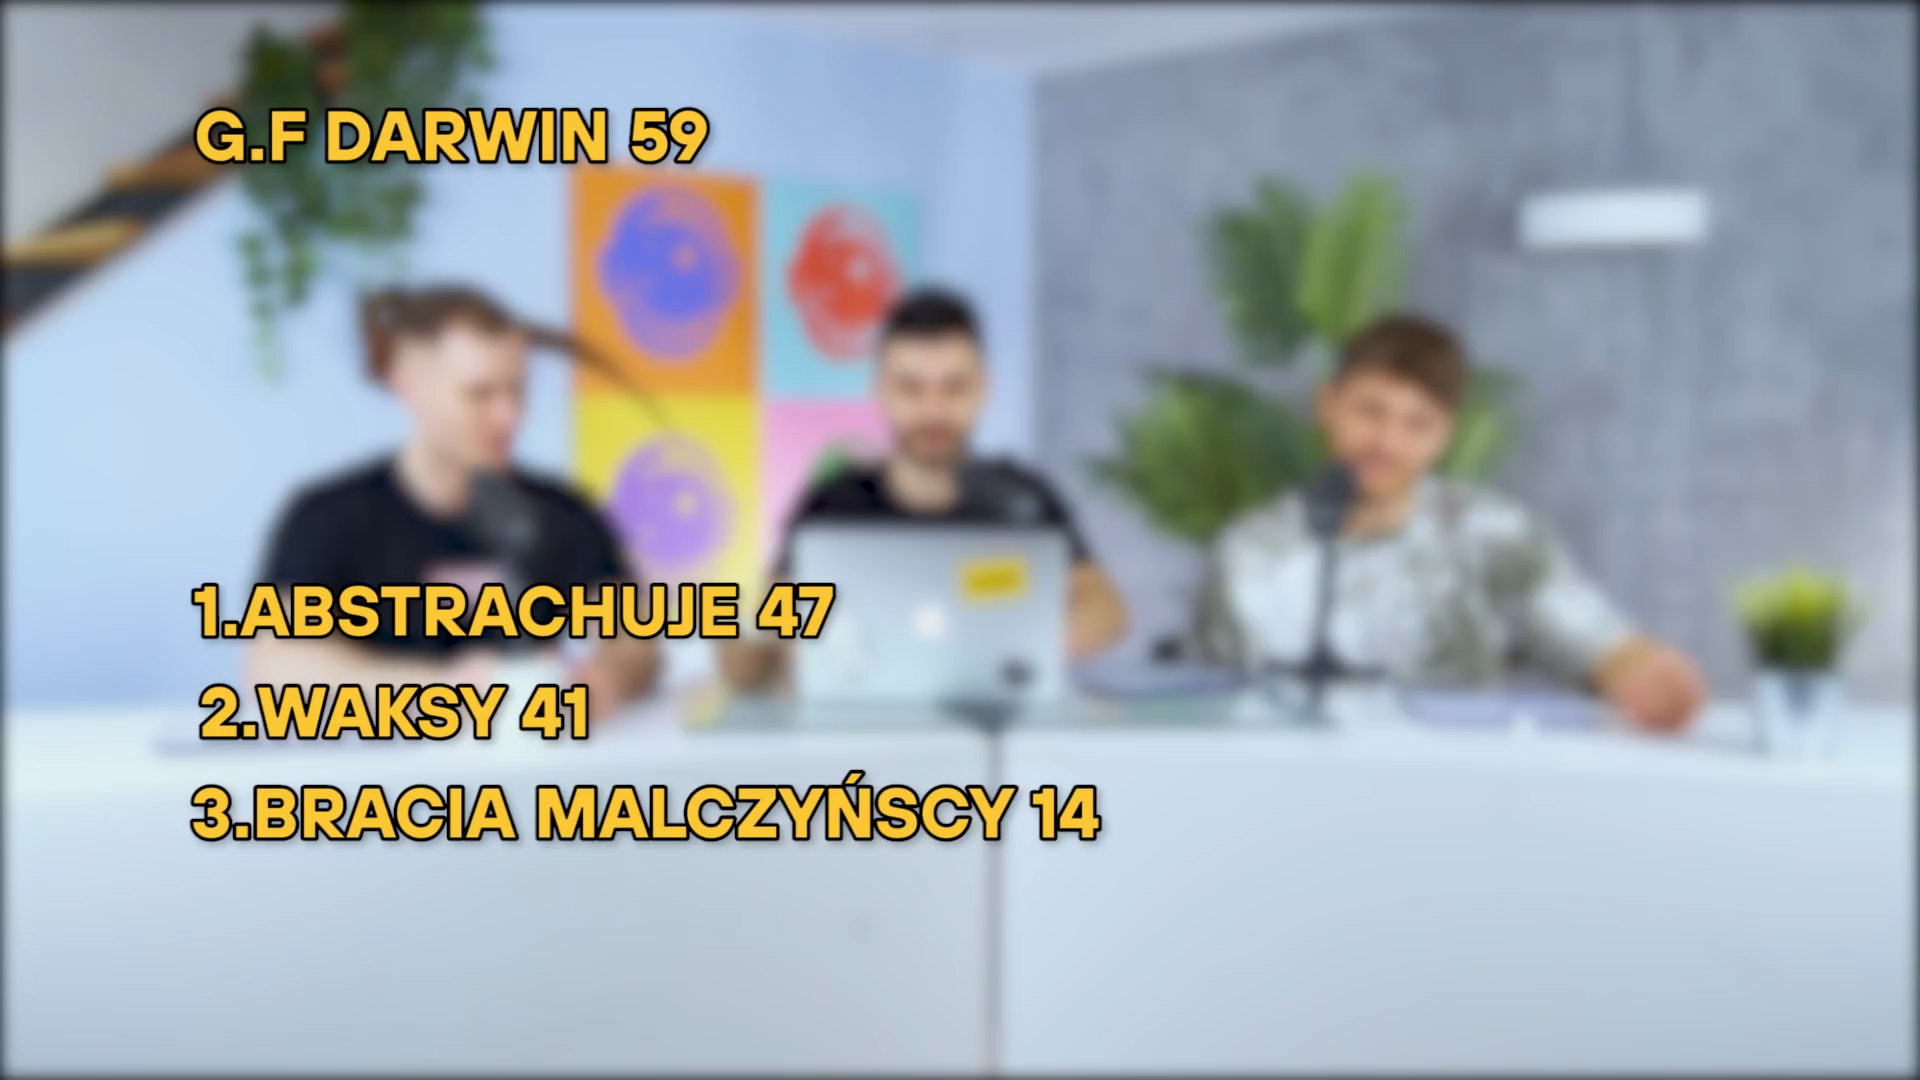 G.F DARWIN 59
1.ABSTRACHUJE 47
2.WAKSY 41
3.BRACIA MALCZYŃSCY 14